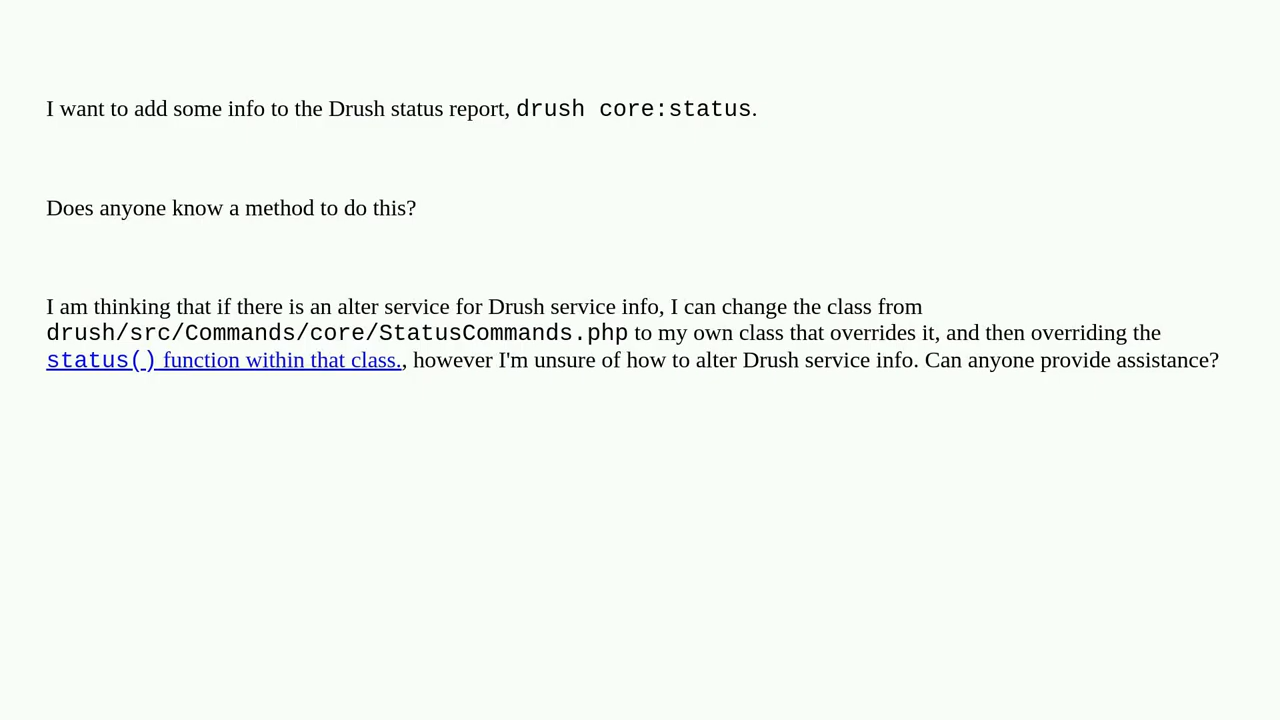 I want to add some info to the Drush status report, drush core:status.
Does anyone know a method to do this?
I am thinking that if there is an alter service for Drush service info, I can change the class from
drush/src/Commands/core/StatusCommands.php to my own class that overrides it, and then overriding the
status() function within that class., however I'm unsure of how to alter Drush service info. Can anyone provide assistance?